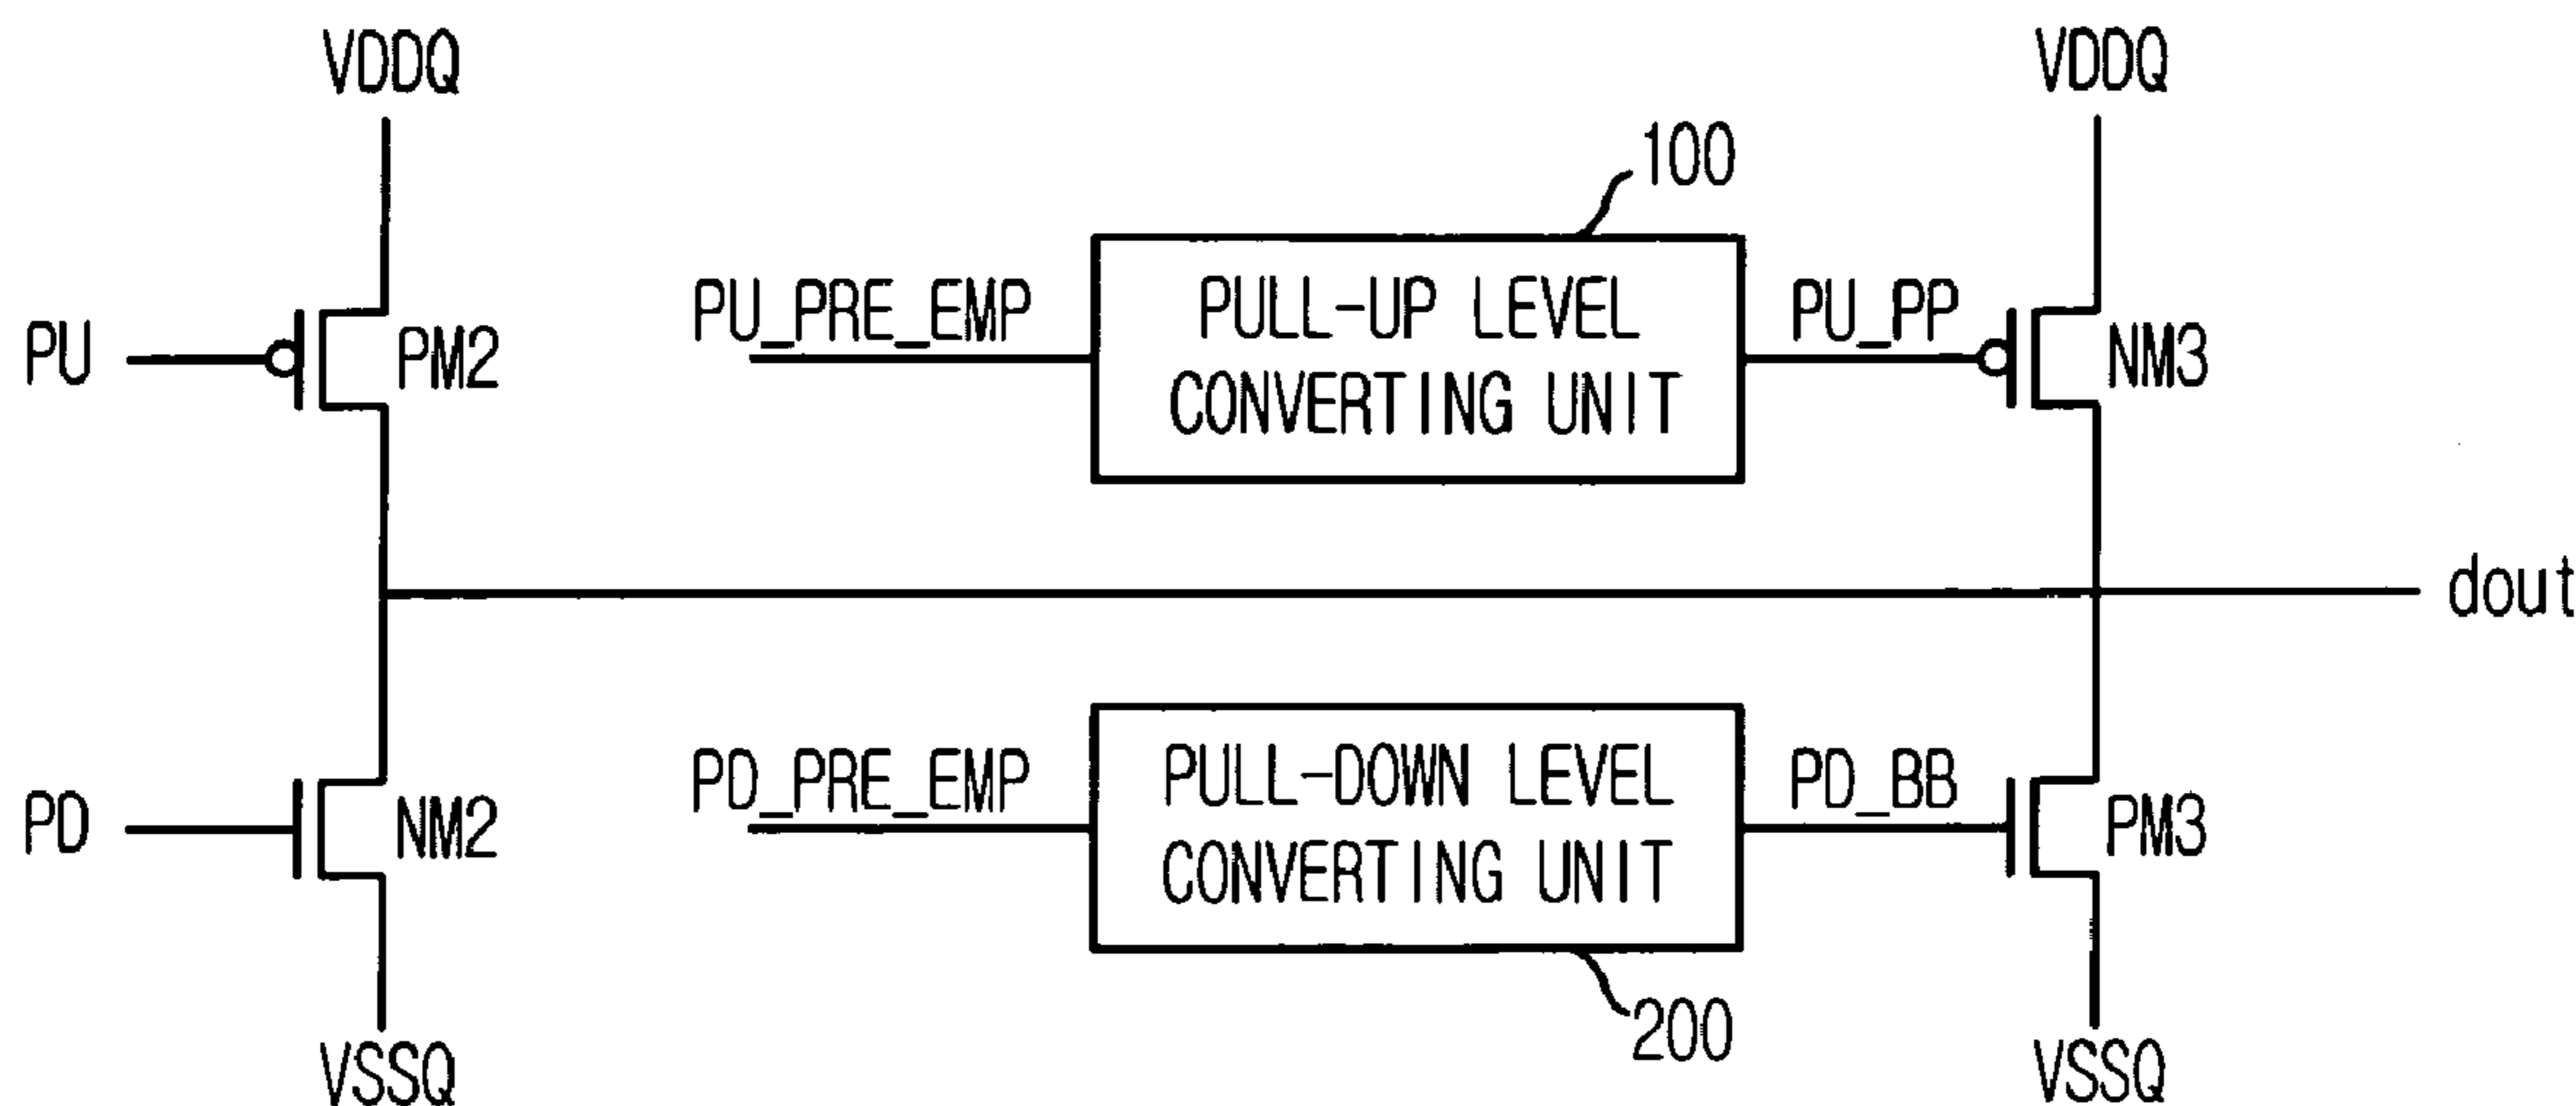 VDDQ
VDDQ
100
PU
PM2
PU_PRE_EMP
PULL-UP LEVEL
CONVERTING UNIT
PU_PP
NM3
dout
PD
NM2
PD_PRE_EMP
PULL-DOWN LEVEL
CONVERTING UNIT
PD_BB
PM3
200
VSSQ
VSSQ